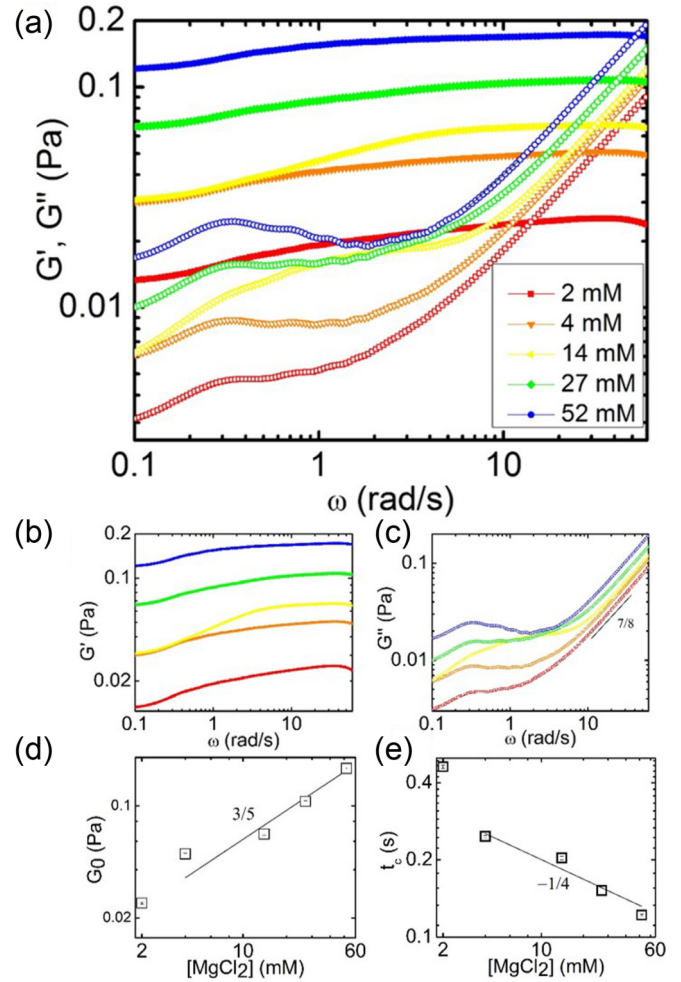 (a)
0.2
0.1
0.01
G', G'' (Pa)
2 mM
4 mM
14 mM
27 mM
52 mM
0.1 1 10
ω (rad/s)
(b) (c)
0.2
0.1
0.02
G' (Pa)
0.1 1 10
ω (rad/s)
0.1
0.01
G'' (Pa)
7/8
0.1 1 10
ω (rad/s)
(d) (e)
0.1
0.02
G0 (Pa)
3/5
2 10 60
[MgCl2] (mM)
0.4
0.2
0.1
tc (s)
−1/4
2 10 60
[MgCl2] (mM)